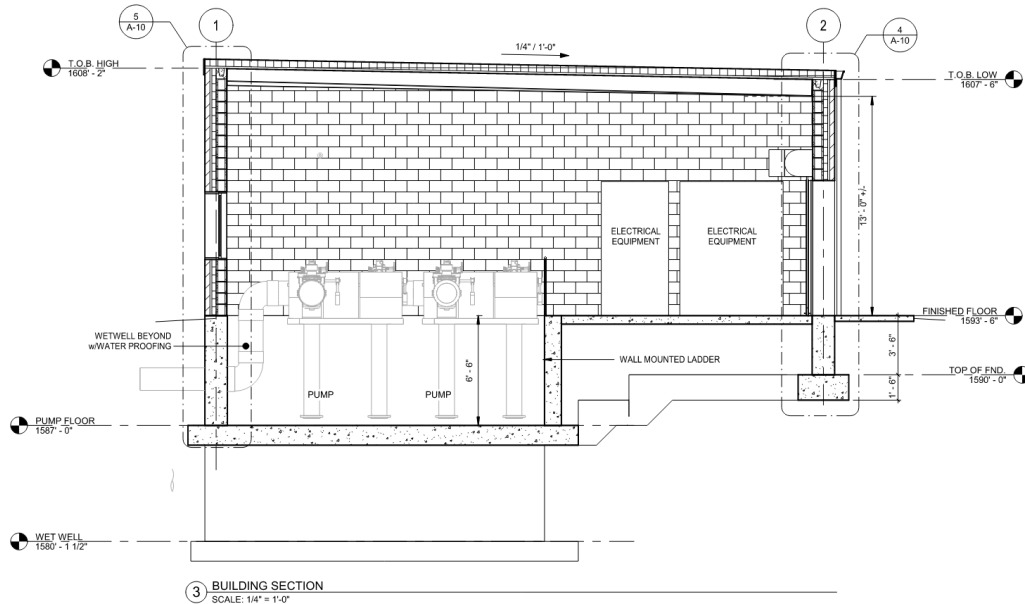 5
A-10
1
1/4" / 1'-0"
2
4
A-10
T.O.B. HIGH
1608' - 2"
T.O.B. LOW
1607' - 6"
13' - 0" +/-
ELECTRICAL
EQUIPMENT
ELECTRICAL
EQUIPMENT
FINISHED FLOOR
1593' - 6"
WETWELL BEYOND
w/WATER PROOFING
6' - 6"
WALL MOUNTED LADDER
3' - 6"
TOP OF FND.
1590' - 0"
1' - 6"
PUMP
PUMP
PUMP FLOOR
1587' - 0"
WET WELL
1580' - 1 1/2"
3
BUILDING SECTION
SCALE: 1/4" = 1'-0"